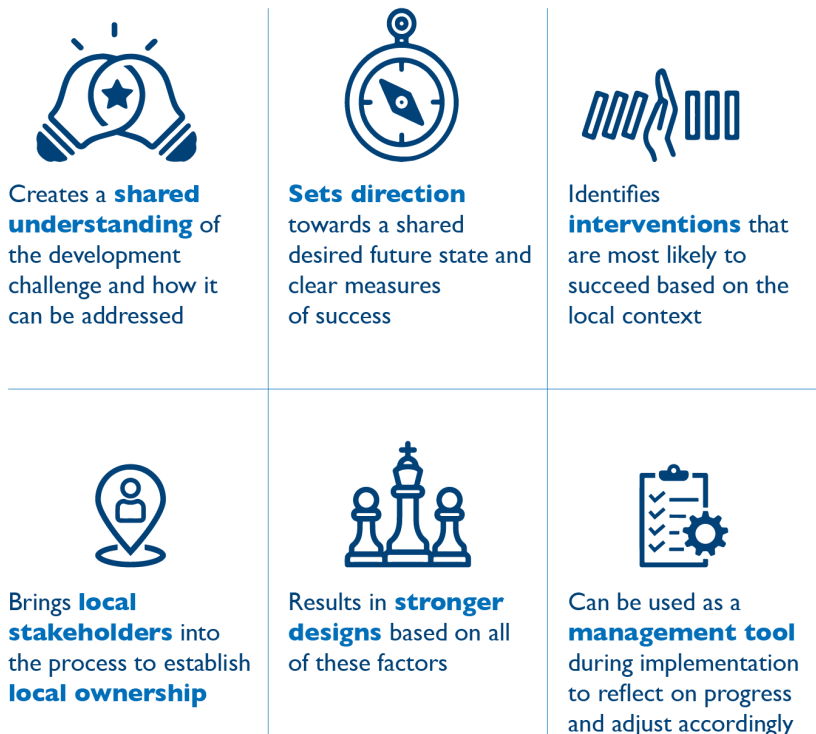 Creates a shared
understanding of
the development
challenge and how it
can be addressed
Sets direction
towards a shared
desired future state and
clear measures
of success
Identifies
interventions that
are most likely to
succeed based on the
local context
Brings local
stakeholders into
the process to establish
local ownership
Results in stronger
designs based on all
of these factors
Can be used as a
management tool
during implementation
to reflect on progress
and adjust accordingly